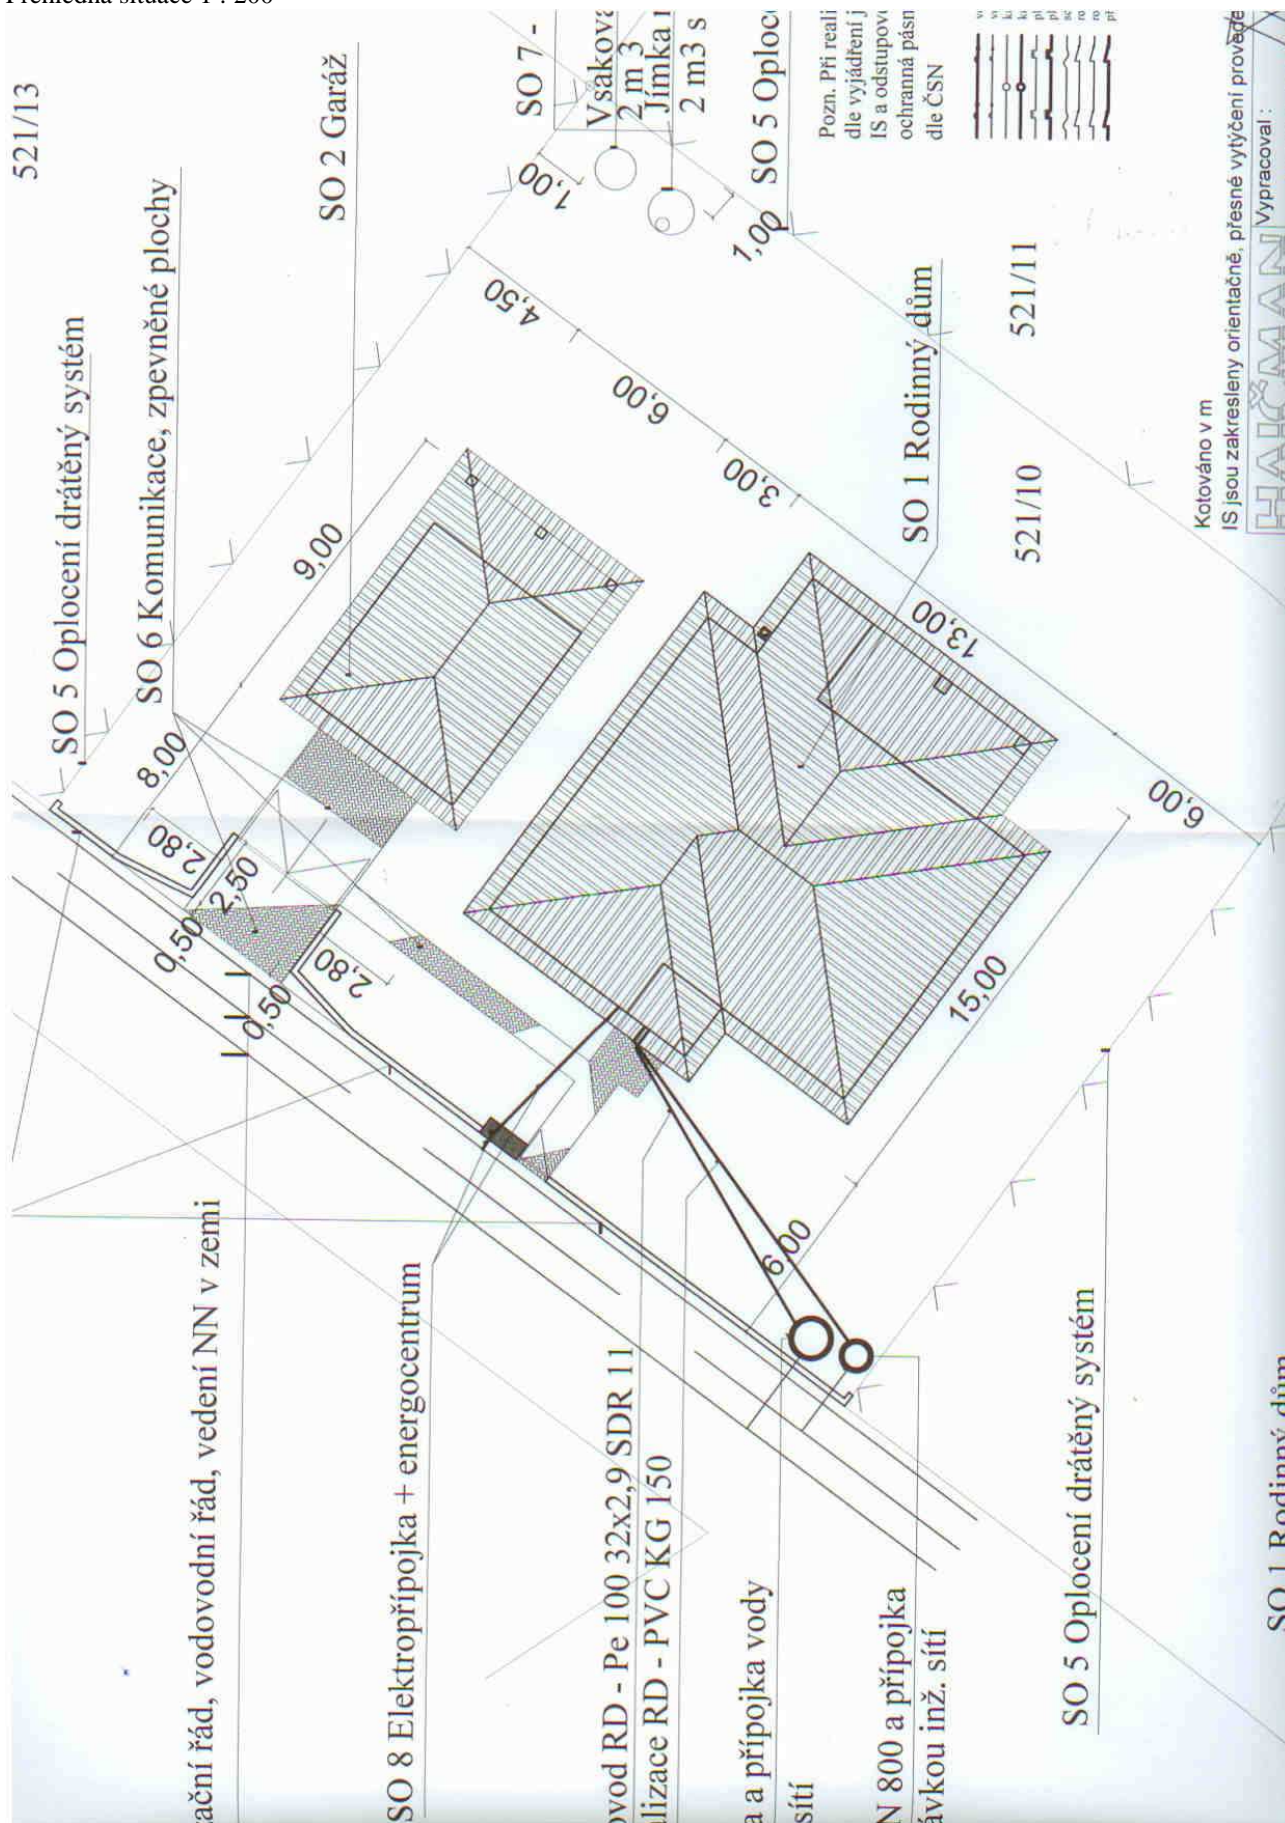 Přehledná situace 1 : 200
521/13
SO 5 Oplocení drátěný systém
SO 6 Komunikace, zpevněné plochy
SO 2 Garáž
SO 7 -
Vsakova
2 m 3
Jímka
2 m3 s
SO 5 Oploc
Pozn. Při reali
dle vyjádření j
IS a odstupov
ochranná pásn
dle ČSN
1,00
1,00
4,50
6,00
3,00
13,00
6,00
9,00
8,00
2,80
2,50
0,50
0,50
2,80
15,00
6,00
SO 1 Rodinný dům
521/11
521/10
Kotováno v m
IS jsou zakresleny orientačně, přesné vytýčení provede
HAIČMAN
Vypracoval :
ační řád, vodovodní řád, vedení NN v zemi
SO 8 Elektropřípojka + energocentrum
ovod RD - Pe 100 32x2,9 SDR 11
alizace RD - PVC KG 150
a a přípojka vody
sítí
N 800 a přípojka
ávkou inž. sítí
SO 5 Oplocení drátěný systém
SO 1 Rodinný dům